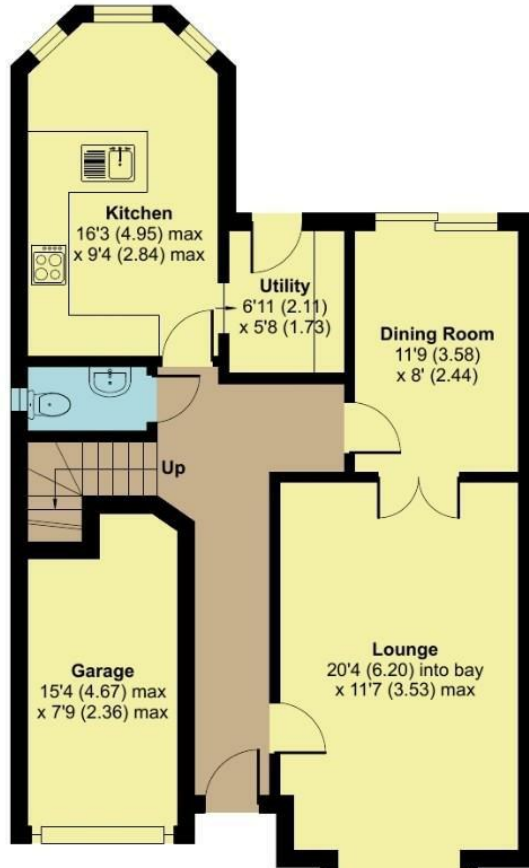 Kitchen
16'3 (4.95) max
x 9'4 (2.84) max
Utility
6'11 (2.11)
x 5'8 (1.73)
Dining Room
11'9 (3.58)
x 8' (2.44)
Up
Garage
15'4 (4.67) max
x 7'9 (2.36) max
Lounge
20'4 (6.20) into bay
x 11'7 (3.53) max